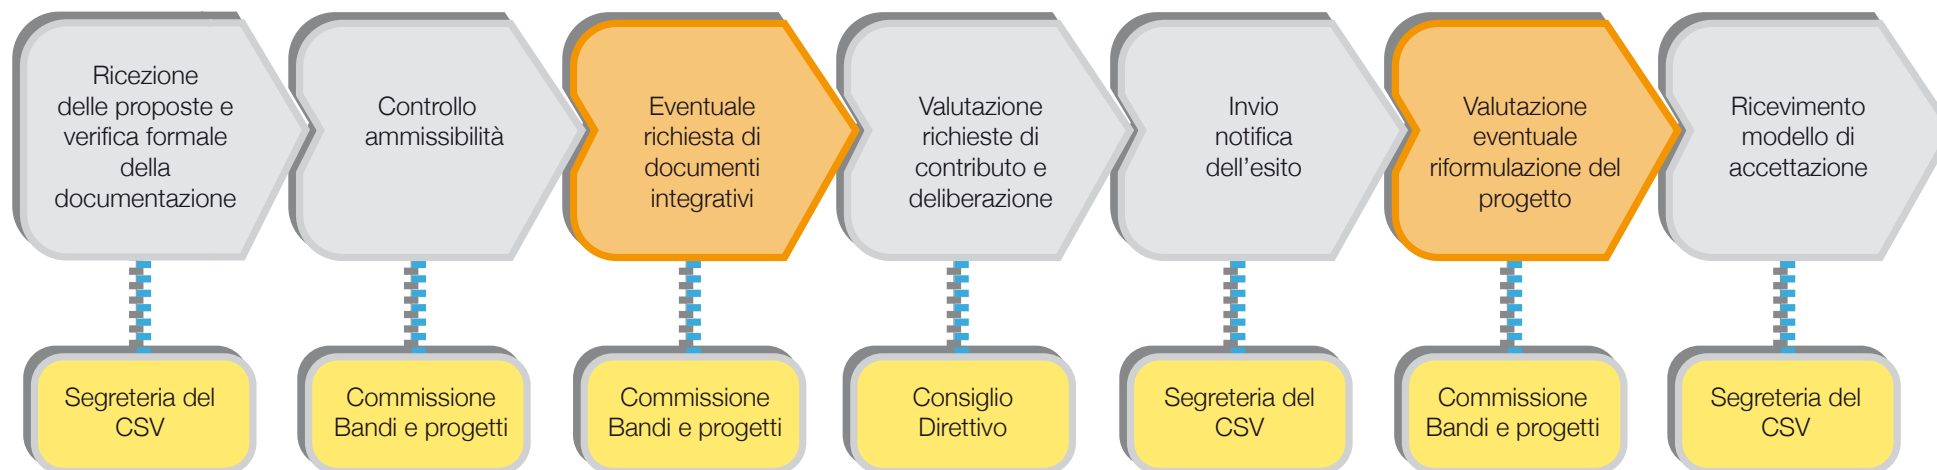 Ricezione
delle proposte e
verifica formale
della
documentazione
Controllo
ammissibilità
Eventuale
richiesta di
documenti
integrativi
Valutazione
richieste di
contributo e
deliberazione
Invio
notifica
dell'esito
Valutazione
eventuale
riformulazione del
progetto
Ricevimento
modello di
accettazione
Segreteria del
CSV
Commissione
Bandi e progetti
Commissione
Bandi e progetti
Consiglio
Direttivo
Segreteria del
CSV
Commissione
Bandi e progetti
Segreteria del
CSV